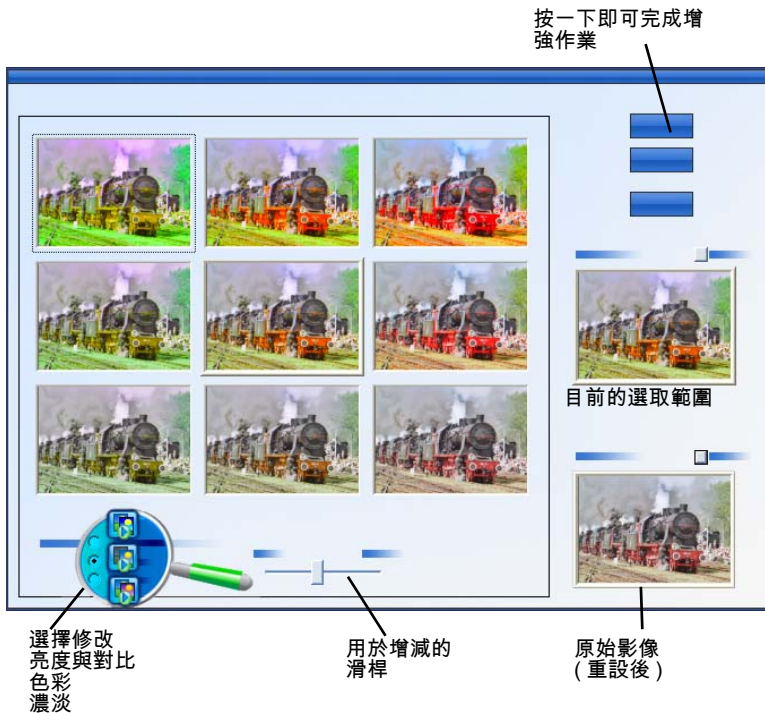 按一下即可完成增
強作業
目前的選取範圍
選擇修改
亮度與對比
色彩
濃淡
用於增減的
滑桿
原始影像
(重設後)